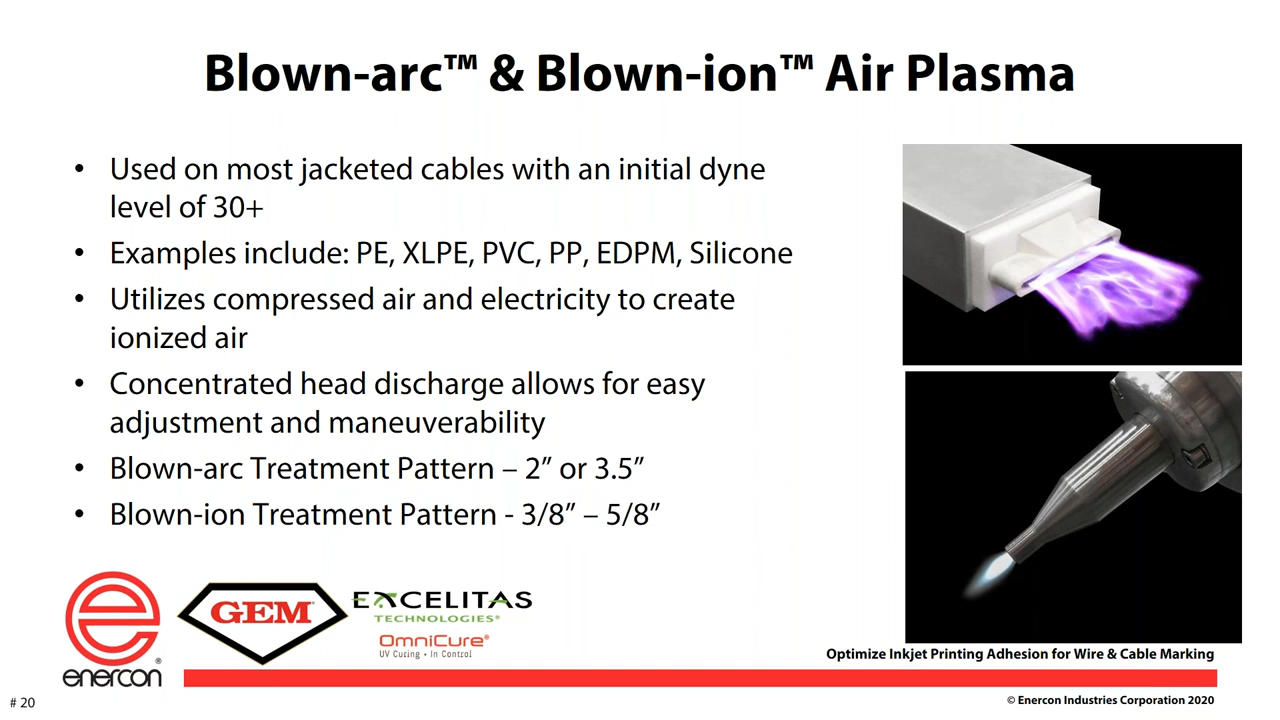 Blown-arc™ & Blown-ion™ Air Plasma
• Used on most jacketed cables with an initial dyne
level of 30+
• Examples include: PE, XLPE, PVC, PP, EDPM, Silicone
• Utilizes compressed air and electricity to create
ionized air
• Concentrated head discharge allows for easy
adjustment and maneuverability
• Blown-arc Treatment Pattern – 2” or 3.5”
• Blown-ion Treatment Pattern - 3/8” – 5/8”
enercon®
GEM®
EXCELITAS
TECHNOLOGIES®
OmniCure®
UV Curing • In Control
Optimize Inkjet Printing Adhesion for Wire & Cable Marking
# 20
© Enercon Industries Corporation 2020